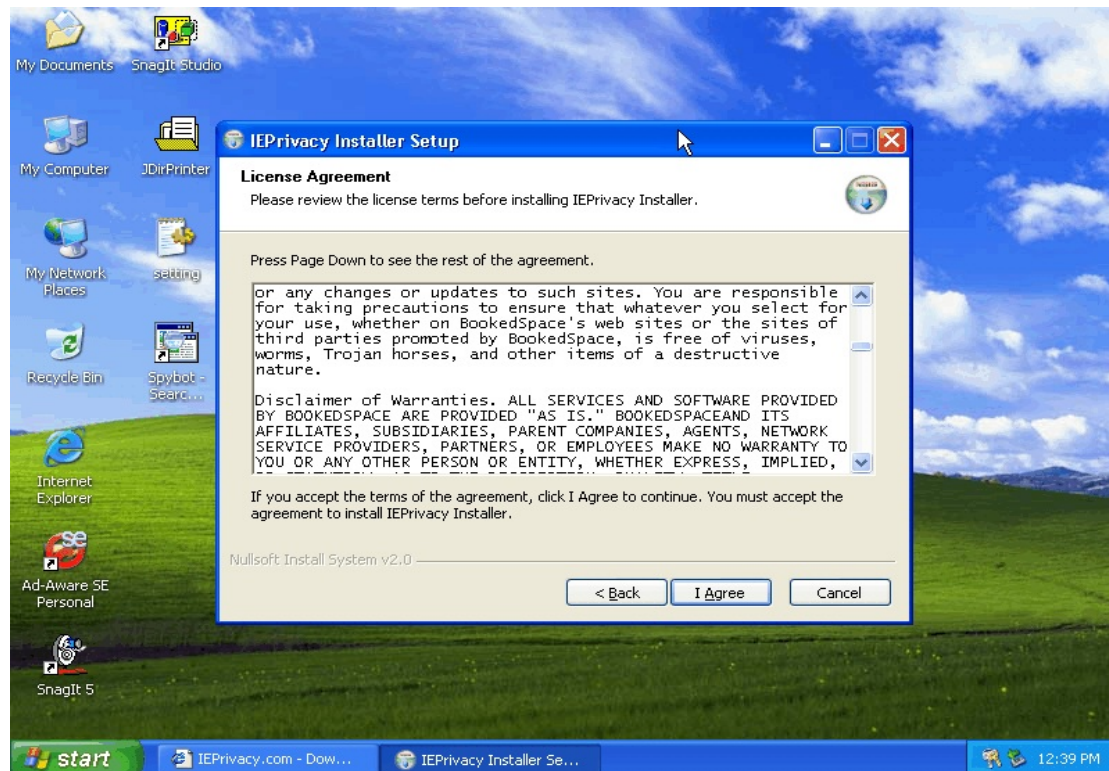 My Documents
SnagIt Studio
My Computer
JDirPrinter
My Network
Places
setting
Recycle Bin
Spybot -
Searc...
Internet
Explorer
Ad-Aware SE
Personal
SnagIt 5
IEPrivacy Installer Setup
License Agreement
Please review the license terms before installing IEPrivacy Installer.
Press Page Down to see the rest of the agreement.
or any changes or updates to such sites. You are responsible
for taking precautions to ensure that whatever you select for
your use, whether on BookedSpace's web sites or the sites of
third parties promoted by BookedSpace, is free of viruses,
worms, Trojan horses, and other items of a destructive
nature.
Disclaimer of Warranties. ALL SERVICES AND SOFTWARE PROVIDED
BY BOOKEDSPACE ARE PROVIDED "AS IS." BOOKEDSPACEAND ITS
AFFILIATES, SUBSIDIARIES, PARENT COMPANIES, AGENTS, NETWORK
SERVICE PROVIDERS, PARTNERS, OR EMPLOYEES MAKE NO WARRANTY TO
YOU OR ANY OTHER PERSON OR ENTITY, WHETHER EXPRESS, IMPLIED,
If you accept the terms of the agreement, click I Agree to continue. You must accept the
agreement to install IEPrivacy Installer.
Nullsoft Install System v2.0
< Back
I Agree
Cancel
start
IEPrivacy.com - Dow...
IEPrivacy Installer Se...
12:39 PM